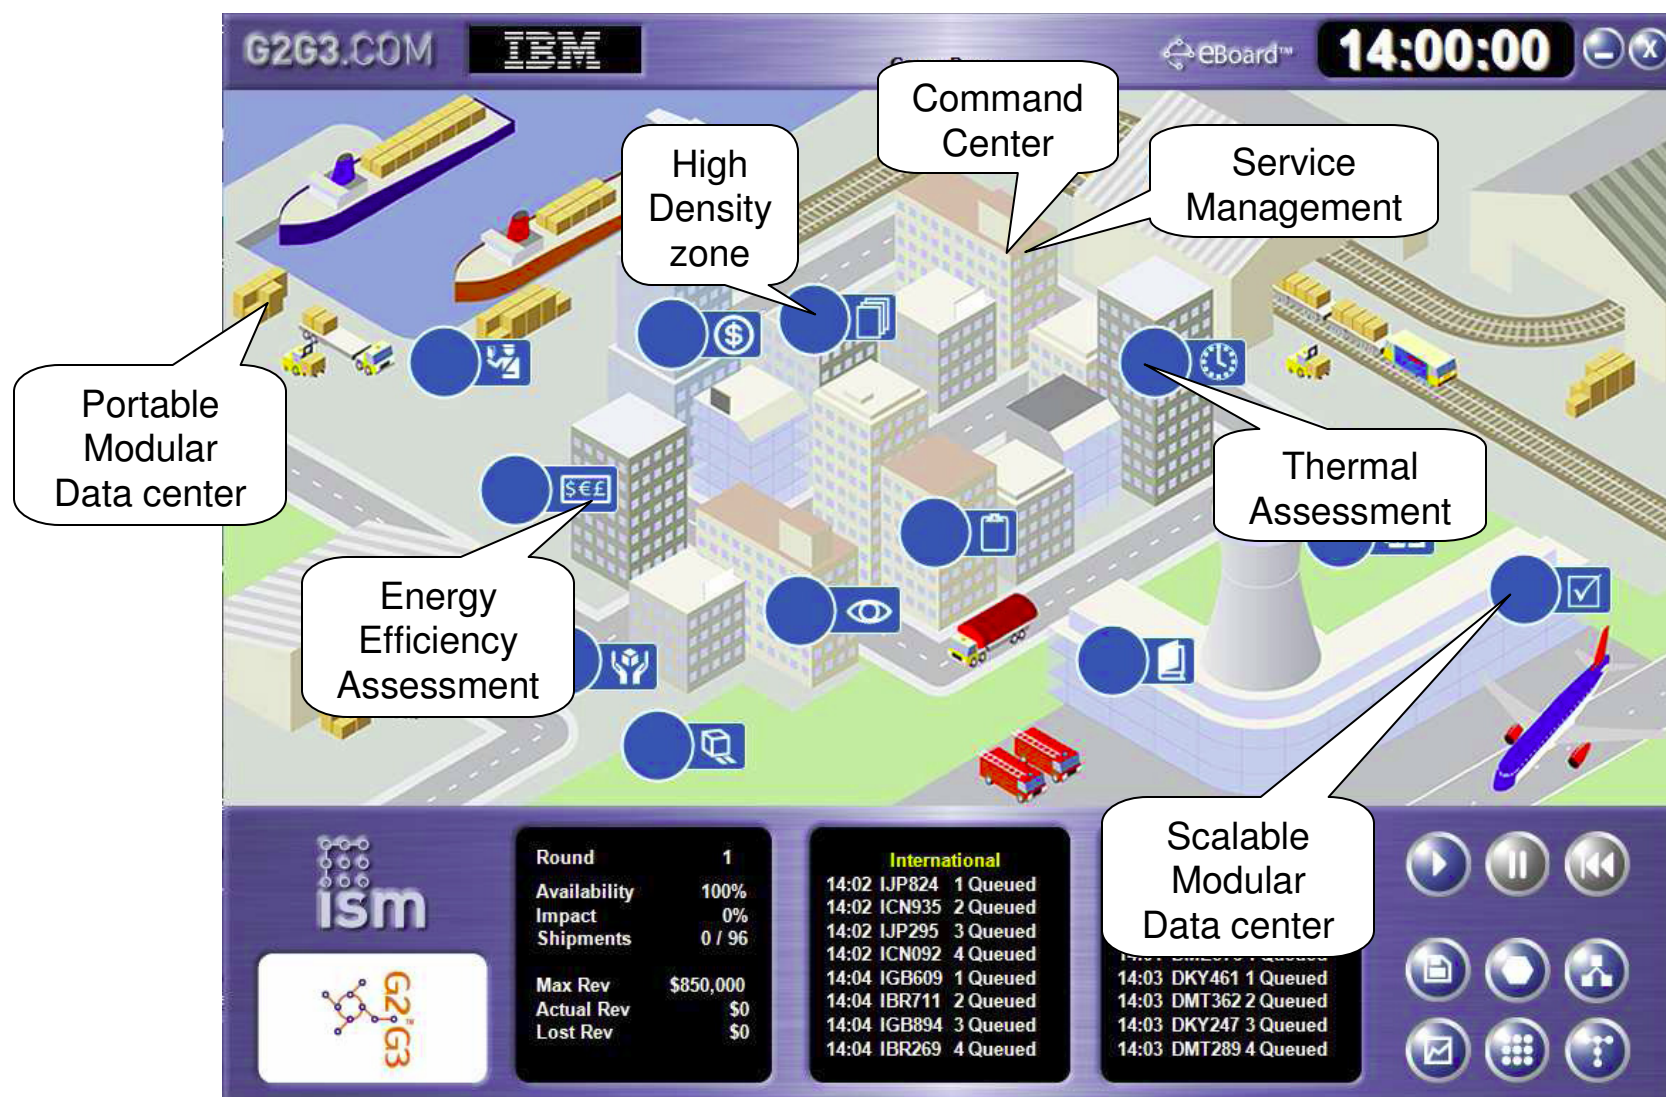 G2G3.COM
IBM
eBoard™
14:00:00
X
Command
Center
High
Density
zone
Service
Management
Portable
Modular
Data center
$
Thermal
Assessment
$€£
Energy
Efficiency
Assessment
Scalable
Modular
Data center
ism
G2™G3
Round 1
Availability 100%
Impact 0%
Shipments 0 / 96
Max Rev $850,000
Actual Rev $0
Lost Rev $0
International
14:02 IJP824 1 Queued
14:02 ICN935 2 Queued
14:02 IJP295 3 Queued
14:02 ICN092 4 Queued
14:04 IGB609 1 Queued
14:04 IBR711 2 Queued
14:04 IGB894 3 Queued
14:04 IBR269 4 Queued
14:03 DKY461 1 Queued
14:03 DMT362 2 Queued
14:03 DKY247 3 Queued
14:03 DMT289 4 Queued